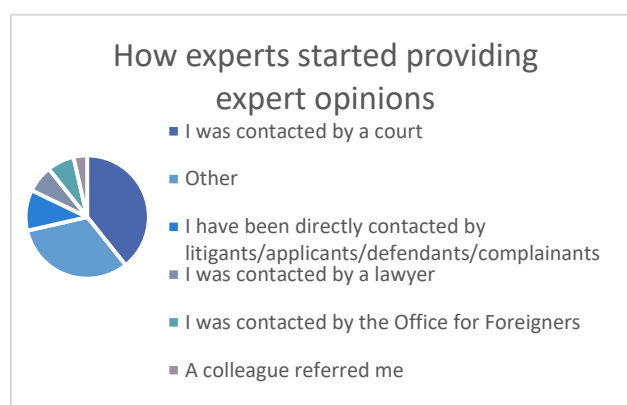 How experts started providing
expert opinions
I was contacted by a court
Other
I have been directly contacted by
litigants/applicants/defendants/complainants
I was contacted by a lawyer
I was contacted by the Office for Foreigners
A colleague referred me